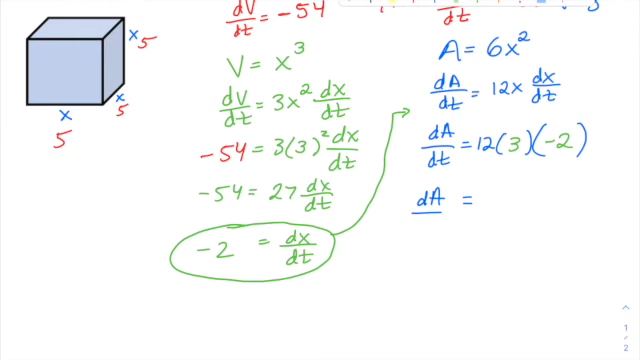 dV/dt = -54
V = x³
dV/dt = 3x² dx/dt
-54 = 3(3)² dx/dt
-54 = 27 dx/dt
-2 = dx/dt
x 5
x 5
x
5
dt
A = 6x²
dA/dt = 12x dx/dt
dA/dt = 12(3)(-2)
dA =
1
/
2